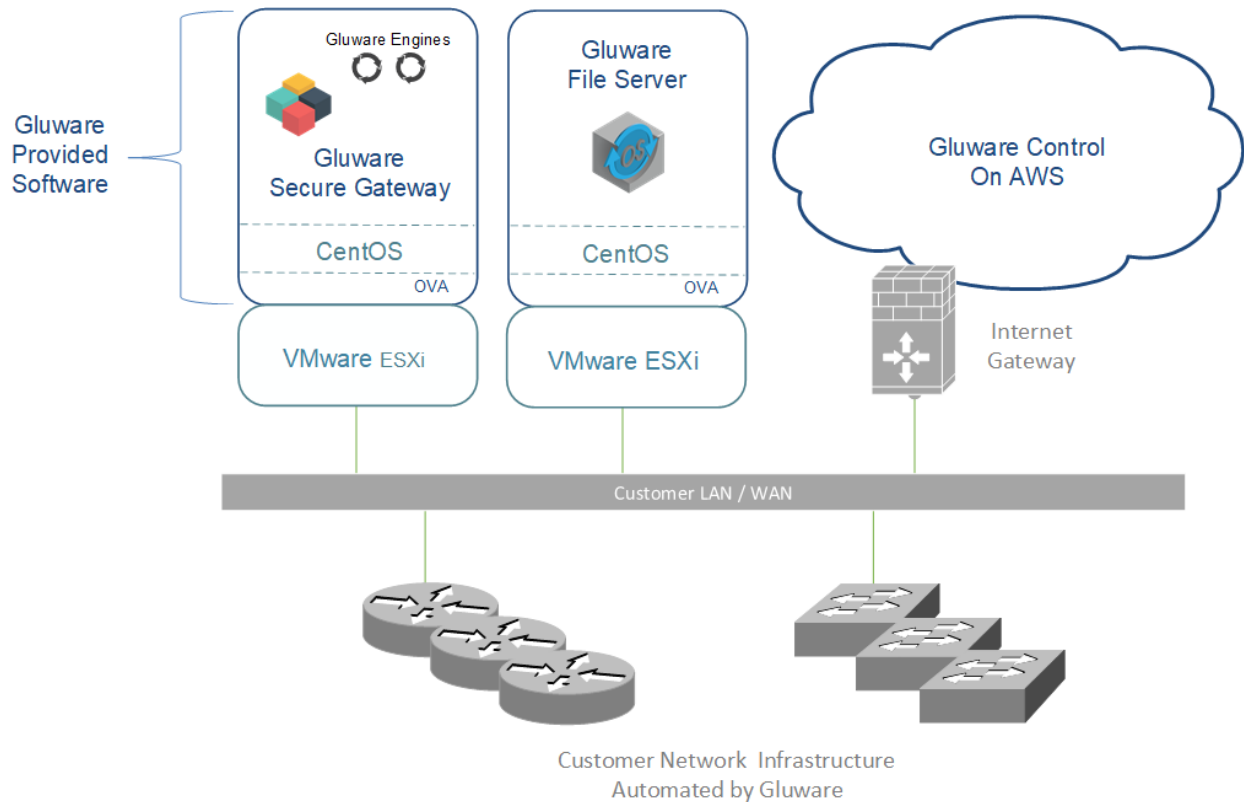 Gluware Engines
Gluware
Provided
Software
Gluware
Secure Gateway
CentOS
OVA
VMware ESXi
Gluware
File Server
OS
CentOS
OVA
VMware ESXi
Gluware Control
On AWS
Internet
Gateway
Customer LAN / WAN
Customer Network Infrastructure
Automated by Gluware